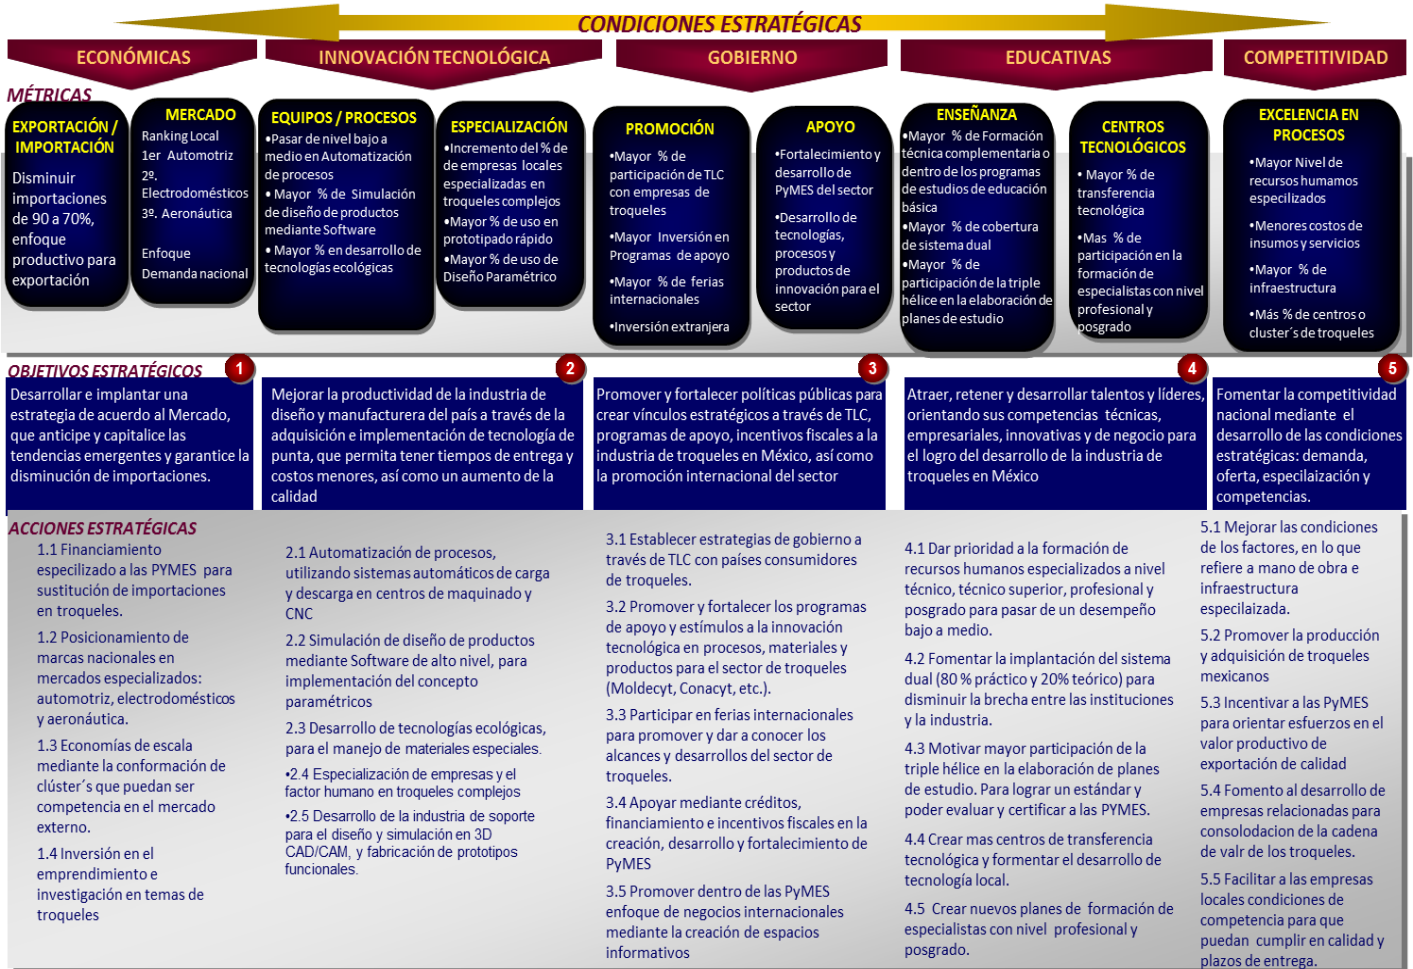 CONDICIONES ESTRATÉGICAS
ECONÓMICAS
INNOVACIÓN TECNOLÓGICA
GOBIERNO
EDUCATIVAS
COMPETITIVIDAD
MÉTRICAS
EXPORTACIÓN /
IMPORTACIÓN
Disminuir
importaciones
de 90 a 70%,
enfoque
productivo para
exportación
MERCADO
Ranking Local
1er Automotriz
2º.
Electrodomésticos
3º. Aeronáutica
Enfoque
Demanda nacional
EQUIPOS / PROCESOS
•Pasar de nivel bajo a
medio en Automatización
de procesos
• Mayor % de Simulación
de diseño de productos
mediante Software
• Mayor % en desarrollo de
tecnologías ecológicas
ESPECIALIZACIÓN
•Incremento del % de
de empresas locales
especializadas en
troqueles complejos
•Mayor % de uso en
prototipado rápido
•Mayor % de uso de
Diseño Paramétrico
PROMOCIÓN
•Mayor % de
participación de TLC
con empresas de
troqueles
•Mayor Inversión en
Programas de apoyo
•Mayor % de ferias
internacionales
•Inversión extranjera
APOYO
•Fortalecimiento y
desarrollo de
PyMES del sector
•Desarrollo de
tecnologías,
procesos y
productos de
innovación para el
sector
ENSEÑANZA
•Mayor % de Formación
técnica complementaria o
dentro de los programas
de estudios de educación
básica
•Mayor % de cobertura
de sistema dual
•Mayor % de
participación de la triple
hélice en la elaboración de
planes de estudio
CENTROS
TECNOLÓGICOS
• Mayor % de
transferencia
tecnológica
•Mas % de
participación en la
formación de
especialistas con nivel
profesional y
posgrado
EXCELENCIA EN
PROCESOS
•Mayor Nivel de
recursos humanos
especilizados
•Menores costos de
insumos y servicios
•Mayor % de
infraestructura
•Más % de centros o
cluster´s de troqueles
OBJETIVOS ESTRATÉGICOS
1
Desarrollar e implantar una
estrategia de acuerdo al Mercado,
que anticipe y capitalice las
tendencias emergentes y garantice la
disminución de importaciones.
2
Mejorar la productividad de la industria de
diseño y manufacturera del país a través de la
adquisición e implementación de tecnología de
punta, que permita tener tiempos de entrega y
costos menores, así como un aumento de la
calidad
3
Promover y fortalecer políticas públicas para
crear vínculos estratégicos a través de TLC,
programas de apoyo, incentivos fiscales a la
industria de troqueles en México, así como
la promoción internacional del sector
4
Atraer, retener y desarrollar talentos y líderes,
orientando sus competencias técnicas,
empresariales, innovativas y de negocio para
el logro del desarrollo de la industria de
troqueles en México
5
Fomentar la competitividad
nacional mediante el
desarrollo de las condiciones
estratégicas: demanda,
oferta, especilaización y
competencias.
ACCIONES ESTRATÉGICAS
1.1 Financiamiento
especilizado a las PYMES para
sustitución de importaciones
en troqueles.
1.2 Posicionamiento de
marcas nacionales en
mercados especializados:
automotriz, electrodomésticos
y aeronáutica.
1.3 Economías de escala
mediante la conformación de
clúster´s que puedan ser
competencia en el mercado
externo.
1.4 Inversión en el
emprendimiento e
investigación en temas de
troqueles
2.1 Automatización de procesos,
utilizando sistemas automáticos de carga
y descarga en centros de maquinado y
CNC
2.2 Simulación de diseño de productos
mediante Software de alto nivel, para
implementación del concepto
paramétricos
2.3 Desarrollo de tecnologías ecológicas,
para el manejo de materiales especiales.
•2.4 Especialización de empresas y el
factor humano en troqueles complejos
•2.5 Desarrollo de la industria de soporte
para el diseño y simulación en 3D
CAD/CAM, y fabricación de prototipos
funcionales.
3.1 Establecer estrategias de gobierno a
través de TLC con países consumidores
de troqueles.
3.2 Promover y fortalecer los programas
de apoyo y estímulos a la innovación
tecnológica en procesos, materiales y
productos para el sector de troqueles
(Moldecyt, Conacyt, etc.).
3.3 Participar en ferias internacionales
para promover y dar a conocer los
alcances y desarrollos del sector de
troqueles.
3.4 Apoyar mediante créditos,
financiamiento e incentivos fiscales en la
creación, desarrollo y fortalecimiento de
PyMES
3.5 Promover dentro de las PyMES
enfoque de negocios internacionales
mediante la creación de espacios
informativos
4.1 Dar prioridad a la formación de
recursos humanos especializados a nivel
técnico, técnico superior, profesional y
posgrado para pasar de un desempeño
bajo a medio.
4.2 Fomentar la implantación del sistema
dual (80 % práctico y 20% teórico) para
disminuir la brecha entre las instituciones
y la industria.
4.3 Motivar mayor participación de la
triple hélice en la elaboración de planes
de estudio. Para lograr un estándar y
poder evaluar y certificar a las PYMES.
4.4 Crear mas centros de transferencia
tecnológica y formentar el desarrollo de
tecnología local.
4.5 Crear nuevos planes de formación de
especialistas con nivel profesional y
posgrado.
5.1 Mejorar las condiciones
de los factores, en lo que
refiere a mano de obra e
infraestructura
especilaizada.
5.2 Promover la producción
y adquisición de troqueles
mexicanos
5.3 Incentivar a las PyMES
para orientar esfuerzos en el
valor productivo de
exportación de calidad
5.4 Fomento al desarrollo de
empresas relacionadas para
consolodacion de la cadena
de valr de los troqueles.
5.5 Facilitar a las empresas
locales condiciones de
competencia para que
puedan cumplir en calidad y
plazos de entrega.